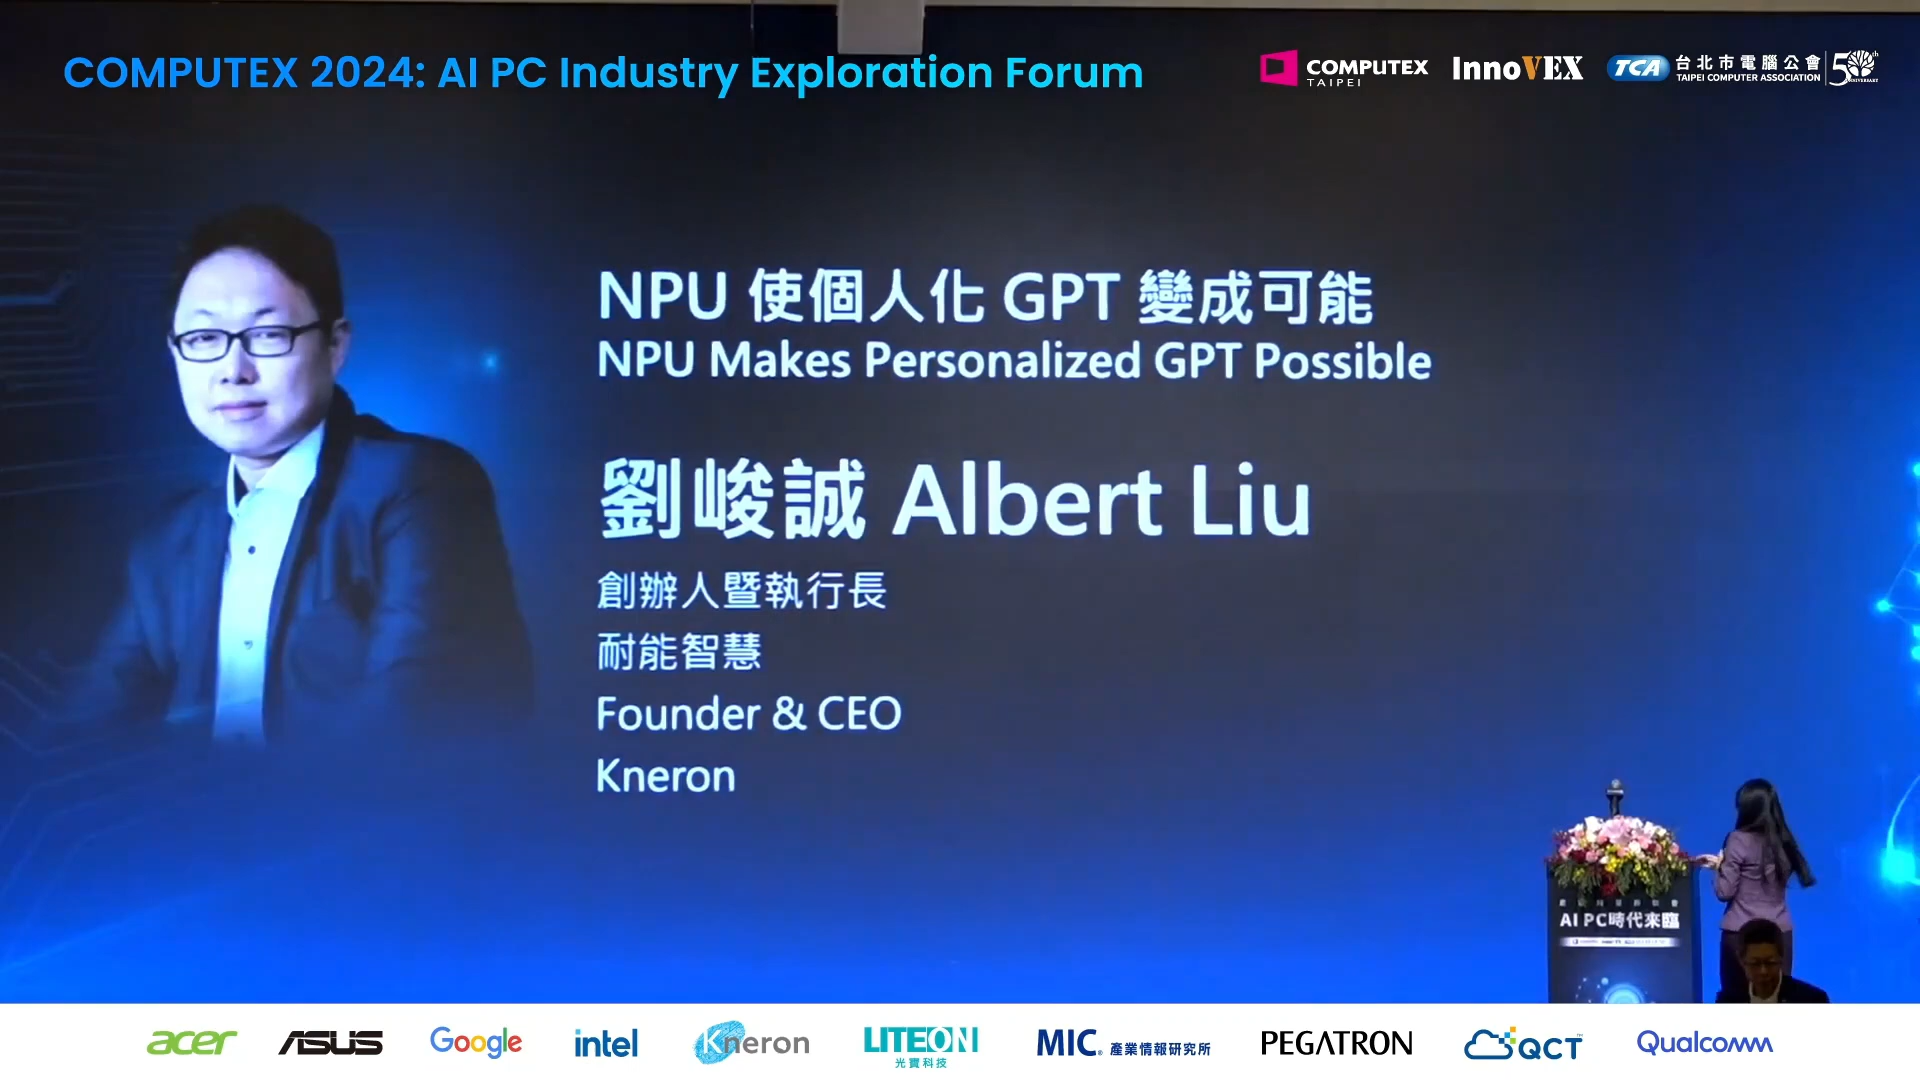 COMPUTEX 2024: AI PC Industry Exploration Forum
COMPUTEX
TAIPEI
InnoVEX
TCA 台北市電腦公會
TAIPEI COMPUTER ASSOCIATION
50th
ANNIVERSARY
NPU 使個人化 GPT 變成可能
NPU Makes Personalized GPT Possible
劉峻誠 Albert Liu
創辦人暨執行長
耐能智慧
Founder & CEO
Kneron
AI PC時代來臨
acer
ASUS
Google
intel
Kneron
LITEON
光寶科技
MIC 產業情報研究所
PEGATRON
QCT
Qualcomm